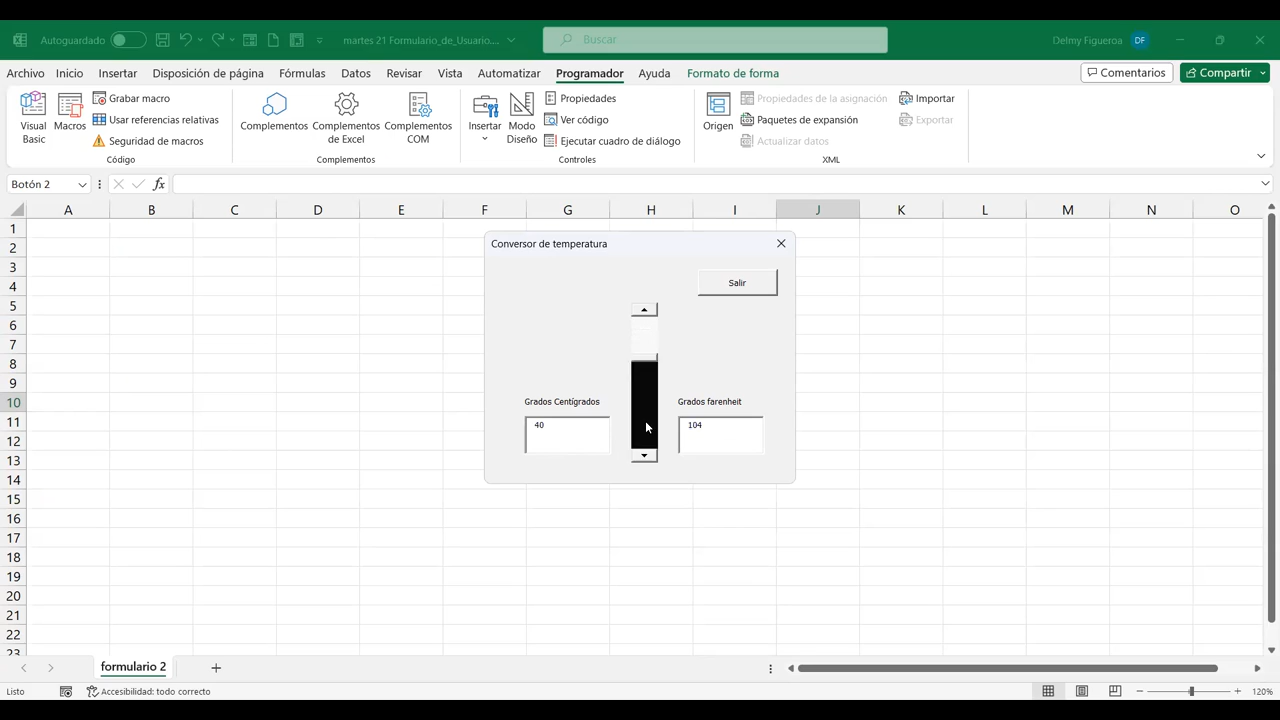 Autoguardado
martes 21 Formulario_de_Usuario....
Buscar
Delmy Figueroa
DF
Archivo Inicio Insertar Disposición de página Fórmulas Datos Revisar Vista Automatizar Programador Ayuda Formato de forma
Comentarios
Compartir
Visual Basic
Macros
Grabar macro
Usar referencias relativas
Seguridad de macros
Código
Complementos
Complementos de Excel
Complementos COM
Complementos
Insertar
Modo Diseño
Propiedades
Ver código
Ejecutar cuadro de diálogo
Controles
Origen
Propiedades de la asignación
Paquetes de expansión
Actualizar datos
Importar
Exportar
XML
Botón 2
fx
A B C D E F G H I J K L M N O
1
2
3
4
5
6
7
8
9
10
11
12
13
14
15
16
17
18
19
20
21
22
23
Conversor de temperatura
Salir
Grados Centígrados
Grados farenheit
40
104
formulario 2
Listo
Accesibilidad: todo correcto
120%